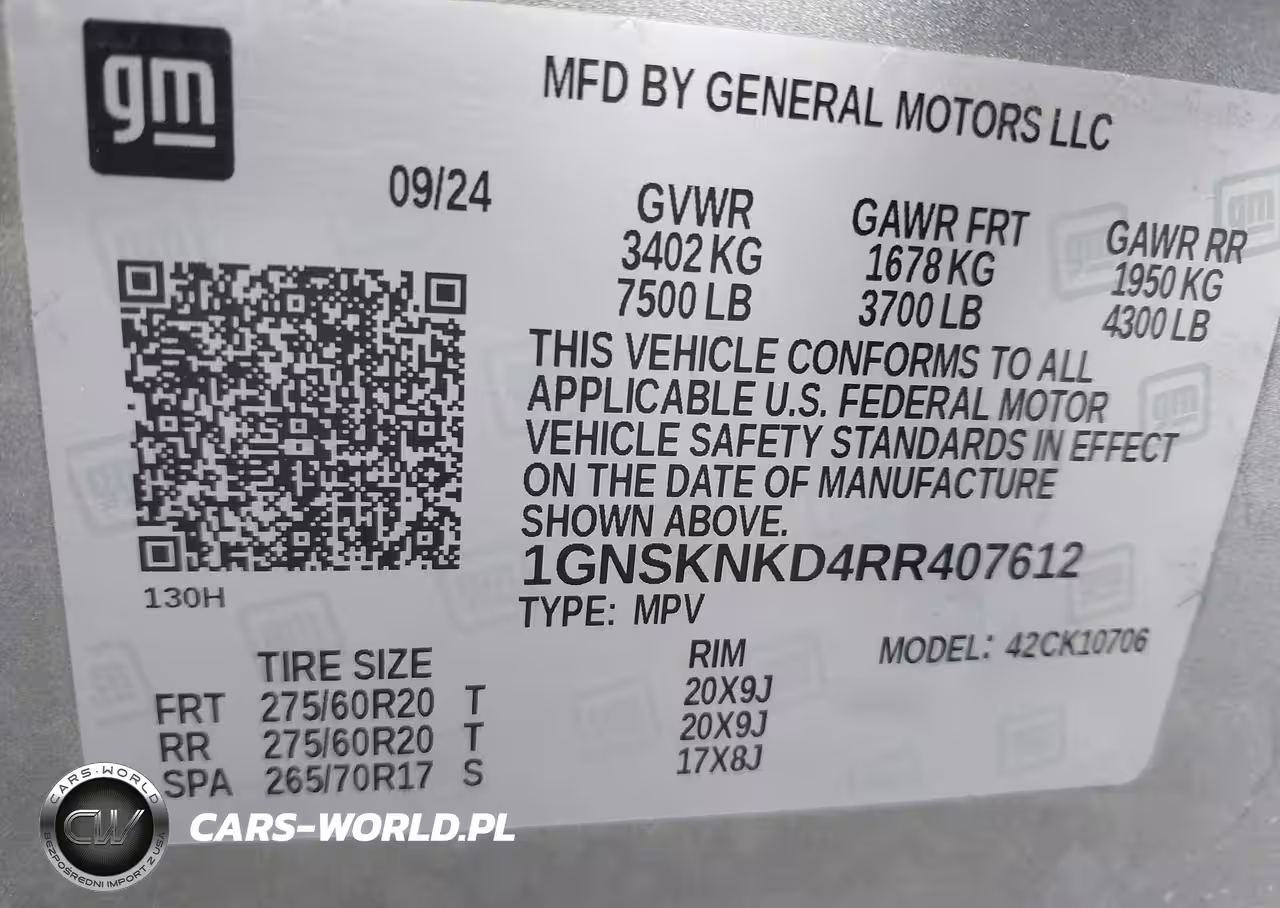 gm
MFD BY GENERAL MOTORS LLC
09/24
GVWR GAWR FRT GAWR RR
3402 KG 1678 KG 1950 KG
7500 LB 3700 LB 4300 LB
THIS VEHICLE CONFORMS TO ALL
APPLICABLE U.S. FEDERAL MOTOR
VEHICLE SAFETY STANDARDS IN EFFECT
ON THE DATE OF MANUFACTURE
SHOWN ABOVE.
1GNSKNKD4RR407612
130H
TYPE: MPV
MODEL: 42CK10706
TIRE SIZE RIM
FRT 275/60R20 T 20X9J
RR 275/60R20 T 20X9J
SPA 265/70R17 S 17X8J
CARS-WORLD
CW
BEZPOŚREDNI IMPORT Z USA
CARS-WORLD.PL